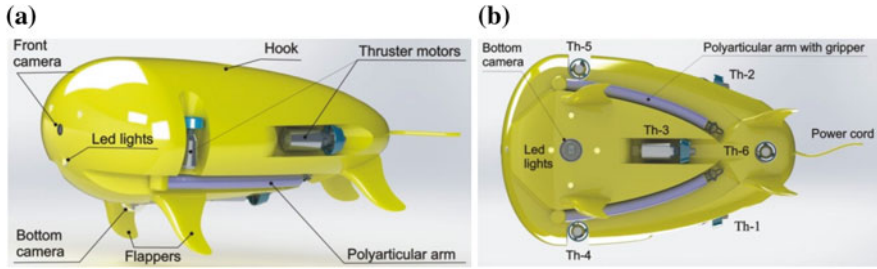 (a)
Front
camera
Hook
Thruster motors
Led lights
Bottom
camera
Flappers
Polyarticular arm
(b)
Bottom
camera
Th-5
Polyarticular arm with gripper
Th-2
Th-3
Led
lights
Th-6
Power cord
Th-4
Th-1